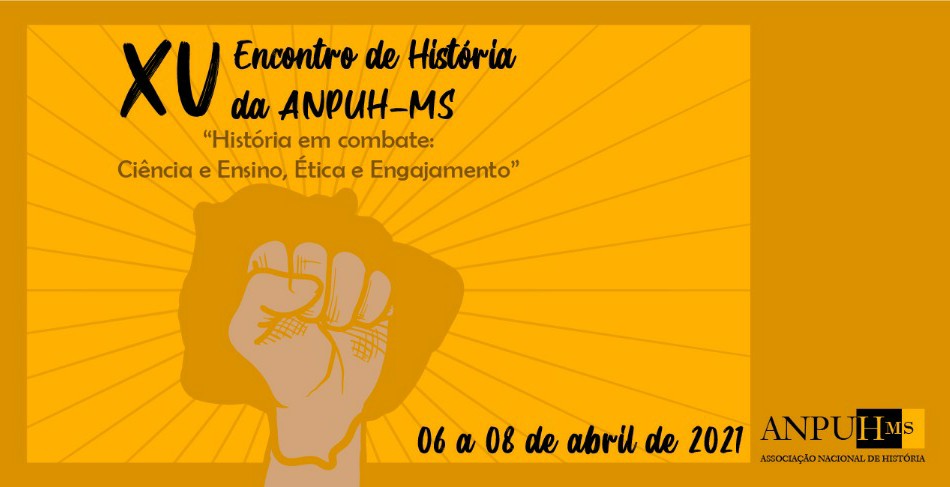 XV Encontro de História
da ANPUH-MS
“História em combate:
Ciência e Ensino, Ética e Engajamento”
06 a 08 de abril de 2021
ANPUH MS
ASSOCIAÇÃO NACIONAL DE HISTÓRIA